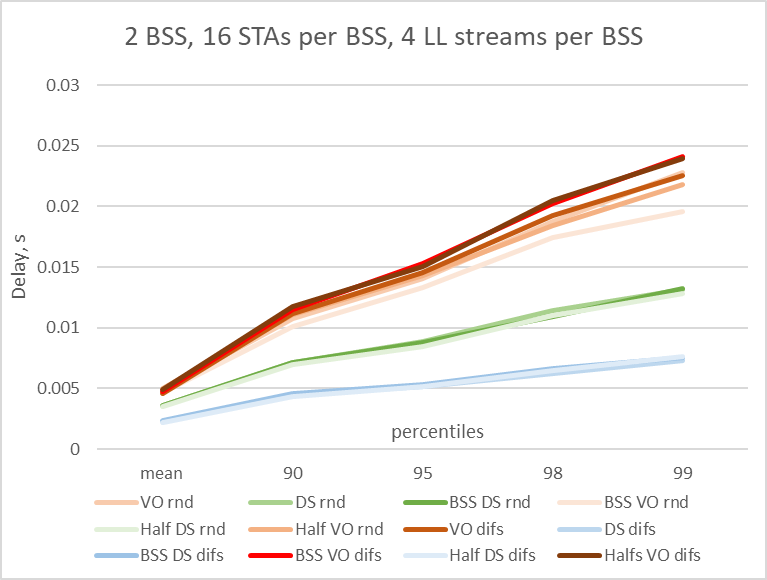 2 BSS, 16 STAs per BSS, 4 LL streams per BSS
0.03
0.025
0.02
0.015
0.01
0.005
0
Delay, s
percentiles
mean 90 95 98 99
VO rnd DS rnd BSS DS rnd BSS VO rnd
Half DS rnd Half VO rnd VO difs DS difs
BSS DS difs BSS VO difs Half DS difs Halfs VO difs